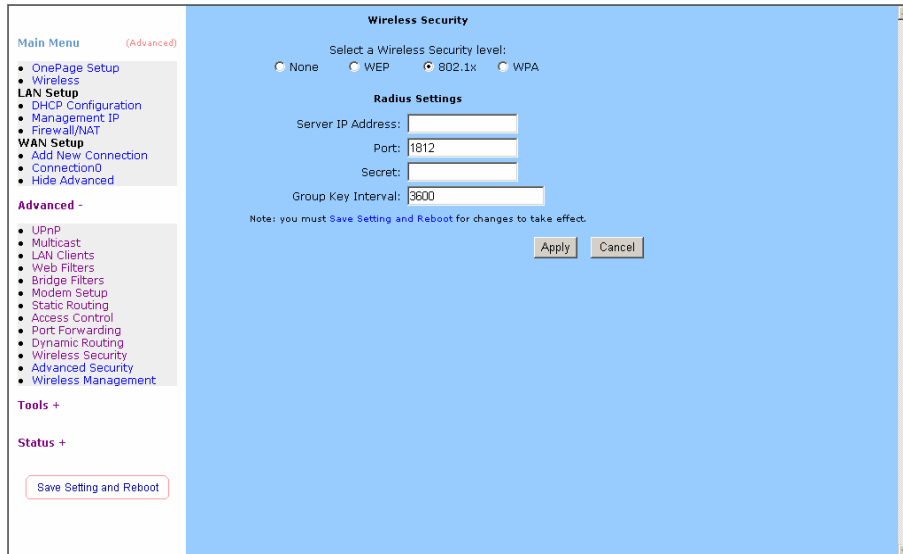 Main Menu (Advanced)
OnePage Setup
Wireless
LAN Setup
DHCP Configuration
Management IP
Firewall/NAT
WAN Setup
Add New Connection
Connection0
Hide Advanced
Advanced -
UPnP
Multicast
LAN Clients
Web Filters
Bridge Filters
Modem Setup
Static Routing
Access Control
Port Forwarding
Dynamic Routing
Wireless Security
Advanced Security
Wireless Management
Tools +
Status +
Save Setting and Reboot
Wireless Security
Select a Wireless Security level:
None WEP 802.1x WPA
Radius Settings
Server IP Address:
Port: 1812
Secret:
Group Key Interval: 3600
Note: you must Save Setting and Reboot for changes to take effect.
Apply Cancel